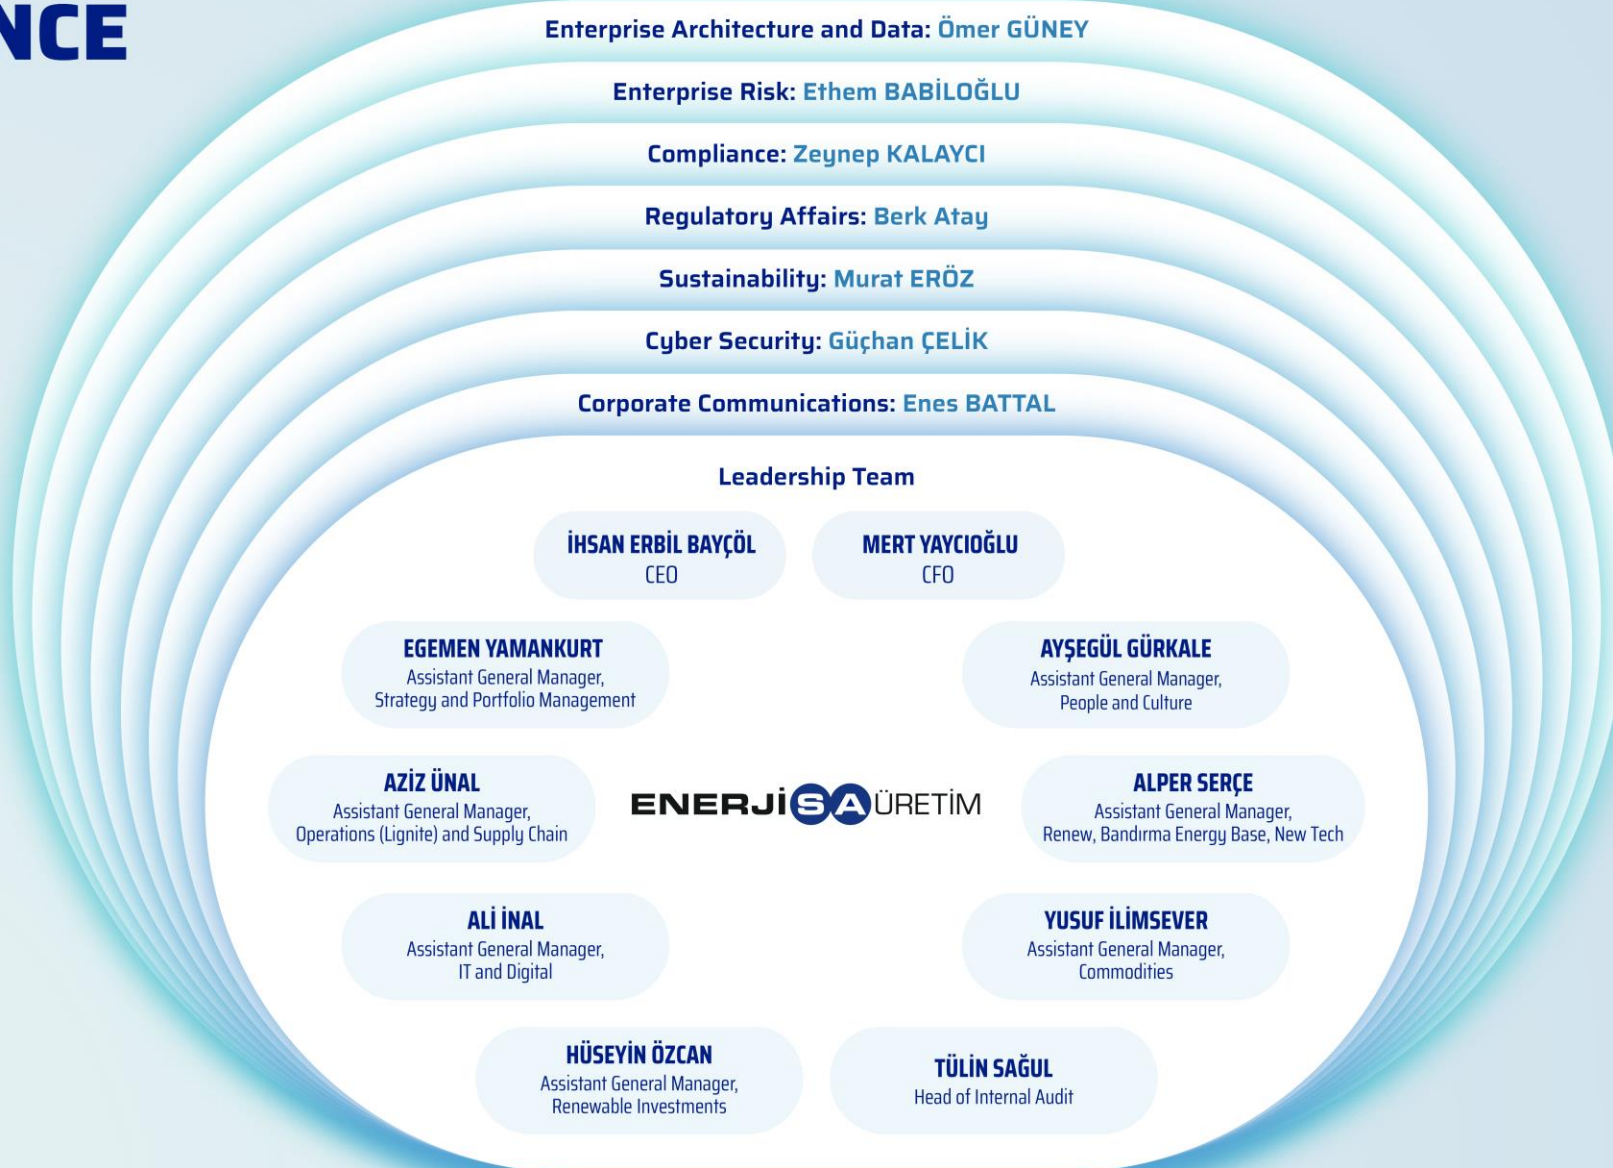 NCE
Enterprise Architecture and Data: Ömer GÜNEY
Enterprise Risk: Ethem BABİLOĞLU
Compliance: Zeynep KALAYCI
Regulatory Affairs: Berk Atay
Sustainability: Murat ERÖZ
Cyber Security: Güçhan ÇELİK
Corporate Communications: Enes BATTAL
Leadership Team
İHSAN ERBİL BAYÇÖL
CEO
MERT YAYCIOĞLU
CFO
EGEMEN YAMANKURT
Assistant General Manager,
Strategy and Portfolio Management
AYŞEGÜL GÜRKALE
Assistant General Manager,
People and Culture
AZİZ ÜNAL
Assistant General Manager,
Operations (Lignite) and Supply Chain
ENERJİSA ÜRETİM
ALPER SERÇE
Assistant General Manager,
Renew, Bandırma Energy Base, New Tech
ALİ İNAL
Assistant General Manager,
IT and Digital
YUSUF İLİMSEVER
Assistant General Manager,
Commodities
HÜSEYİN ÖZCAN
Assistant General Manager,
Renewable Investments
TÜLİN SAĞUL
Head of Internal Audit